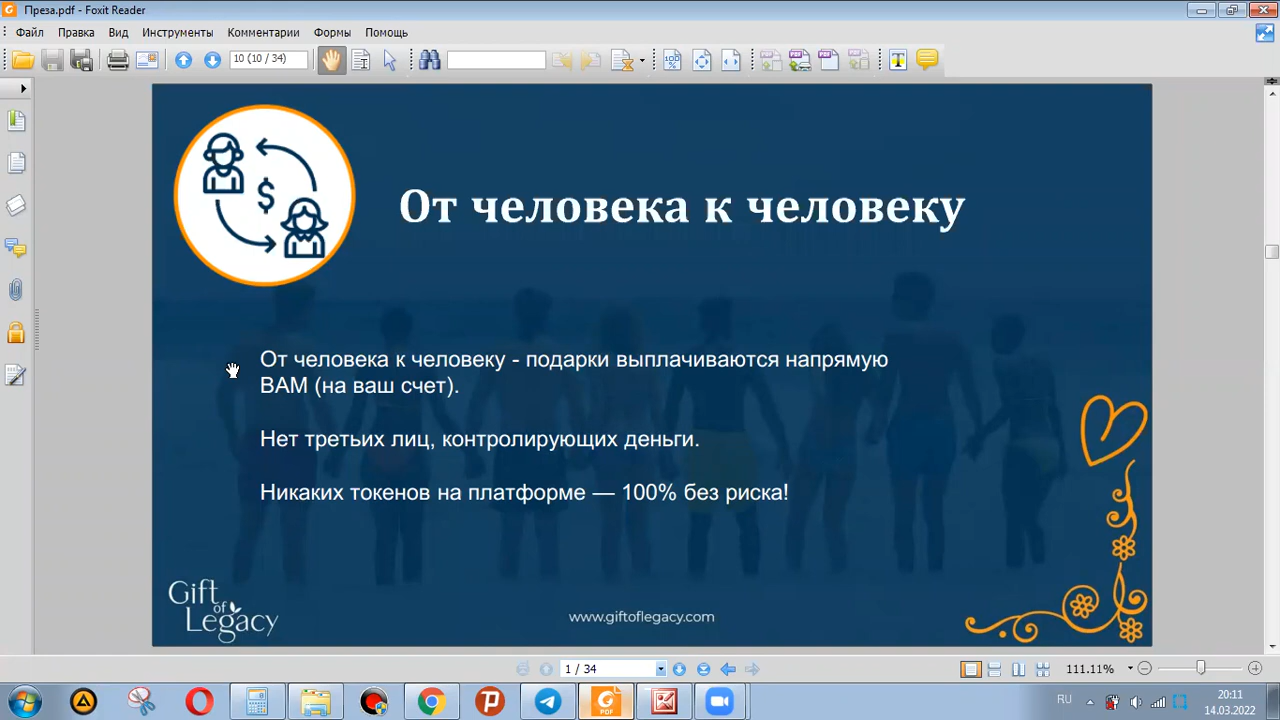 Преза.pdf - Foxit Reader
Файл Правка Вид Инструменты Комментарии Формы Помощь
10 (10 / 34)
От человека к человеку
От человека к человеку - подарки выплачиваются напрямую
ВАМ (на ваш счет).
Нет третьих лиц, контролирующих деньги.
Никаких токенов на платформе — 100% без риска!
Gift
of
Legacy
www.giftoflegacy.com
1 / 34
111.11%
RU
20:11
14.03.2022